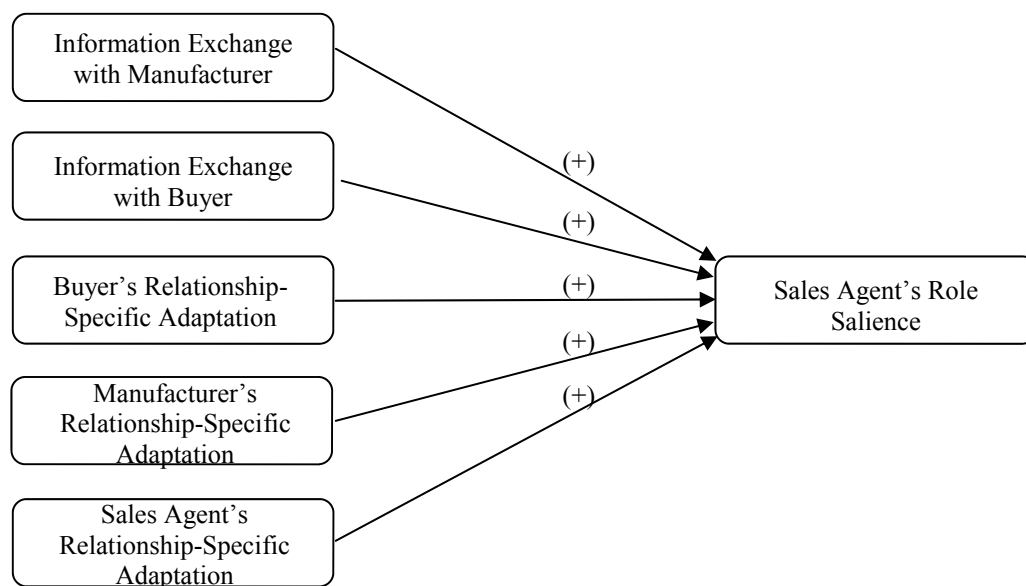 Information Exchange
with Manufacturer
(+)
Information Exchange
with Buyer
(+)
Buyer’s Relationship-
Specific Adaptation
(+)
Sales Agent’s Role
Salience
(+)
Manufacturer’s
Relationship-Specific
Adaptation
(+)
Sales Agent’s
Relationship-Specific
Adaptation